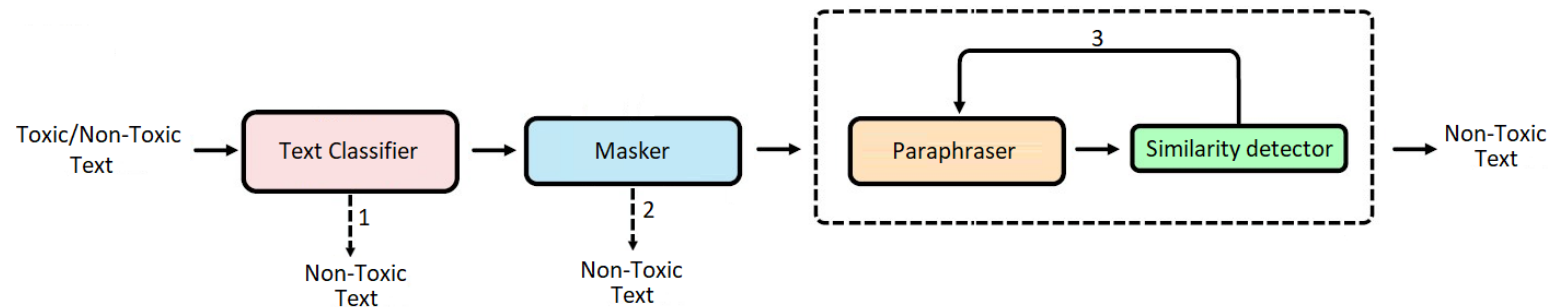 Toxic/Non-Toxic
Text
Text Classifier
1
Non-Toxic
Text
Masker
2
Non-Toxic
Text
3
Paraphraser
Similarity detector
Non-Toxic
Text